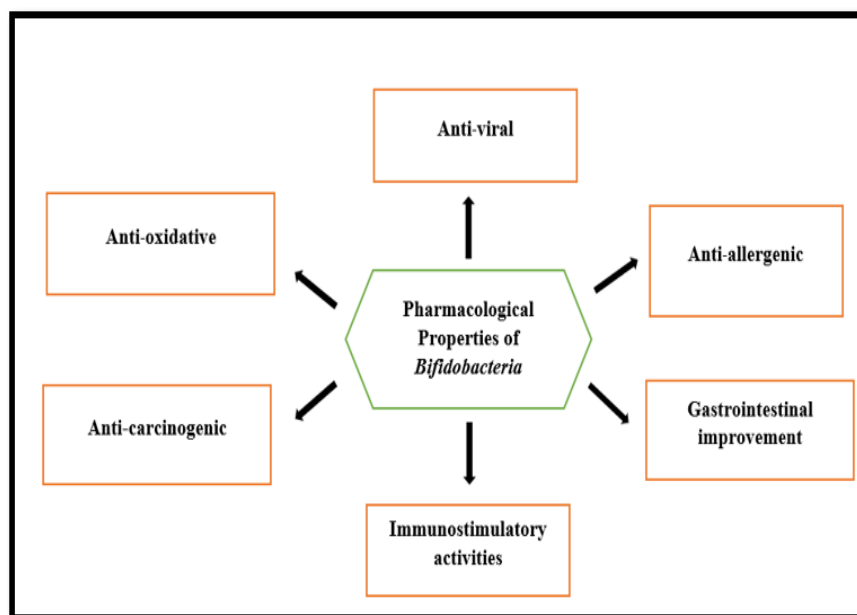 Anti-viral
Anti-oxidative
Anti-allergenic
Pharmacological
Properties of
Bifidobacteria
Anti-carcinogenic
Gastrointestinal
improvement
Immunostimulatory
activities